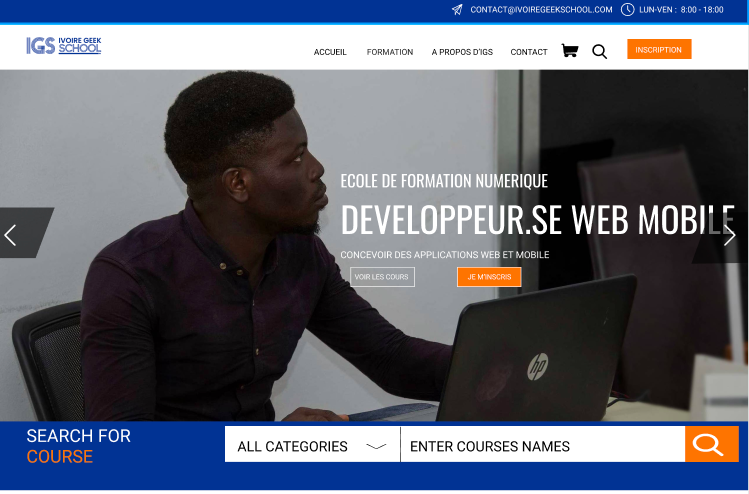 CONTACT@IVOIREGEEKSCHOOL.COM LUN-VEN : 8:00 - 18:00
IGS IVOIRE GEEK
SCHOOL
ACCUEIL FORMATION A PROPOS D'IGS CONTACT INSCRIPTION
ECOLE DE FORMATION NUMERIQUE
DEVELOPPEUR.SE WEB MOBILE
CONCEVOIR DES APPLICATIONS WEB ET MOBILE
VOIR LES COURS JE M'INSCRIS
hp
SEARCH FOR
COURSE
ALL CATEGORIES ENTER COURSES NAMES